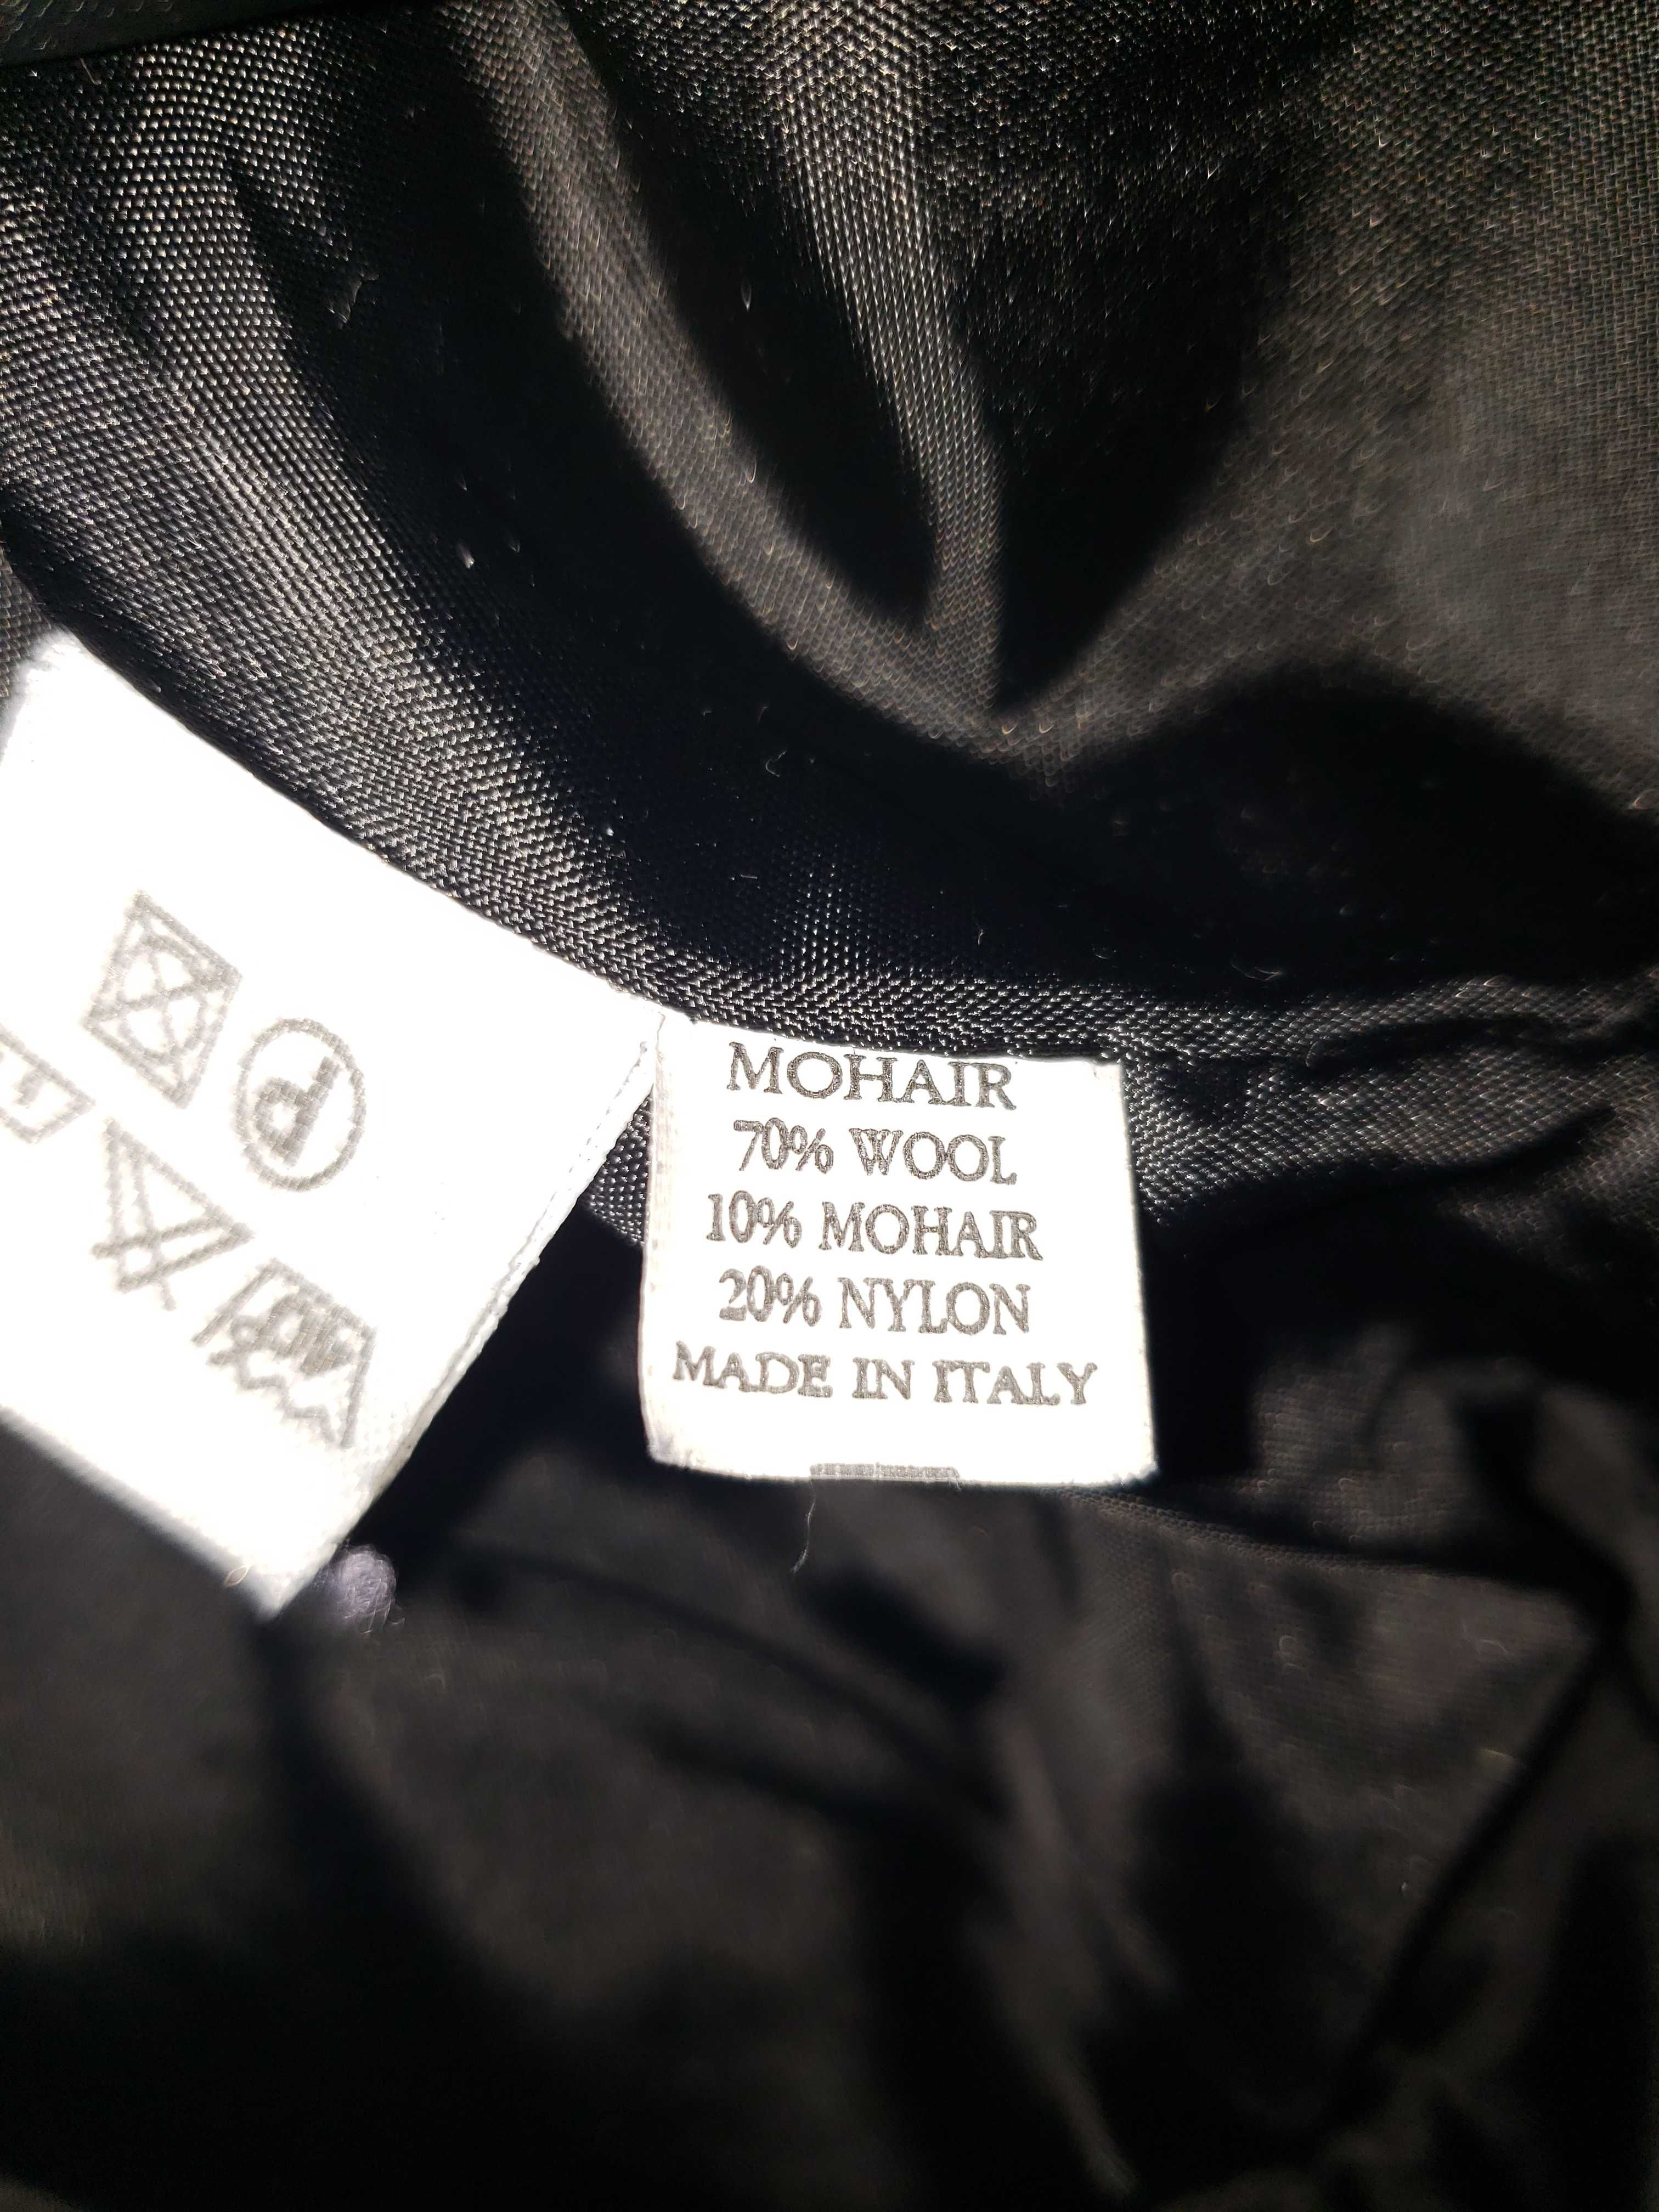 P
MOHAIR
70% WOOL
10% MOHAIR
20% NYLON
MADE IN ITALY